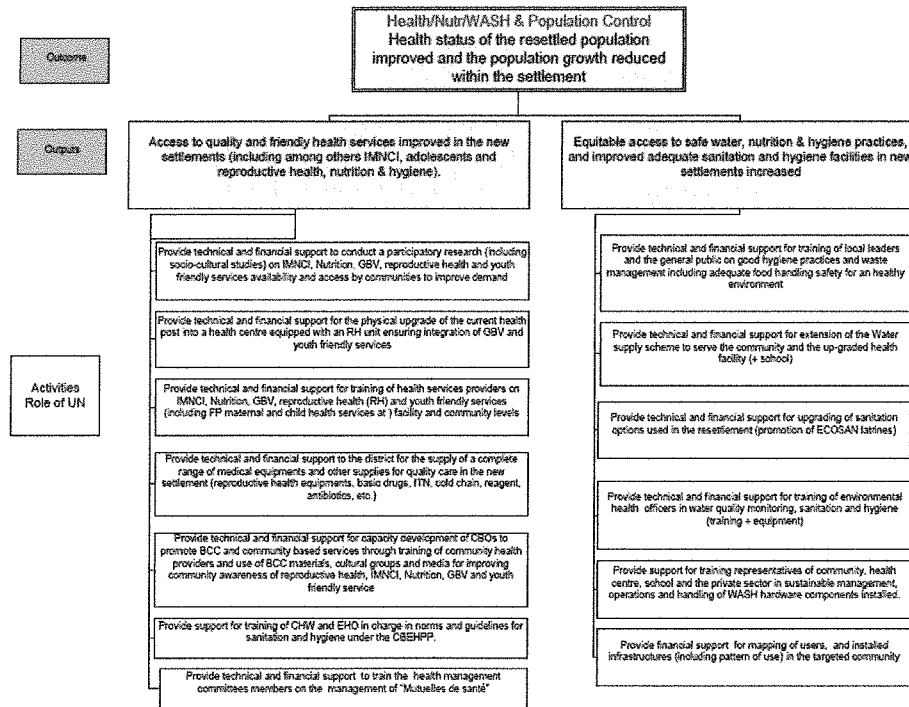 Health/Nutr/WASH & Population Control
Health status of the resettled population
improved and the population growth reduced
within the settlement
Outcome
Outputs
Access to quality and friendly health services improved in the new
settlements (including among others IMNCI, adolescents and
reproductive health, nutrition & hygiene).
Equitable access to safe water, nutrition & hygiene practices,
and improved adequate sanitation and hygiene facilities in new
settlements increased
Activities
Role of UN
Provide technical and financial support to conduct a participatory research (including
socio-cultural studies) on IMNCI, Nutrition, GBV, reproductive health and youth
friendly services availability and access by communities to improve demand
Provide technical and financial support for the physical upgrade of the current health
post into a health centre equipped with an RH unit ensuring integration of GBV and
youth friendly services
Provide technical and financial support for training of health services providers on
IMNCI, Nutrition, GBV, reproductive health (RH) and youth friendly services
(including FP maternal and child health services at ) facility and community levels
Provide technical and financial support to the district for the supply of a complete
range of medical equipments and other supplies for quality care in the new
settlement (reproductive health equipments, basic drugs, ITN, cold chain, reagent,
antibiotics, etc.)
Provide technical and financial support for capacity development of CBOs to
promote BCC and community based services through training of community health
providers and use of BCC materials, cultural groups and media for improving
community awareness of reproductive health, IMNCI, Nutrition, GBV and youth
friendly service
Provide support for training of CHW and EHO in charge in norms and guidelines for
sanitation and hygiene under the CBEHPP.
Provide technical and financial support to train the health management
committees members on the management of "Mutuelles de santé"
Provide technical and financial support for training of local leaders
and the general public on good hygiene practices and waste
management including adequate food handling safety for an healthy
environment
Provide technical and financial support for extension of the Water
supply scheme to serve the community and the up-graded health
facility (+ school)
Provide technical and financial support for upgrading of sanitation
options used in the resettlement (promotion of ECOSAN latrines)
Provide technical and financial support for training of environmental
health officers in water quality monitoring, sanitation and hygiene
(training + equipment)
Provide support for training representatives of community, health
centre, school and the private sector in sustainable management,
operations and handling of WASH hardware components installed.
Provide financial support for mapping of users, and installed
infrastructures (including pattern of use) in the targeted community